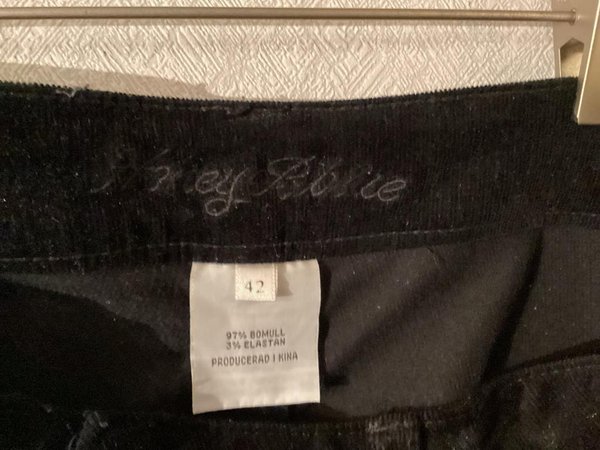 42
97% BOMULL
3% ELASTAN
PRODUCERAD I KINA